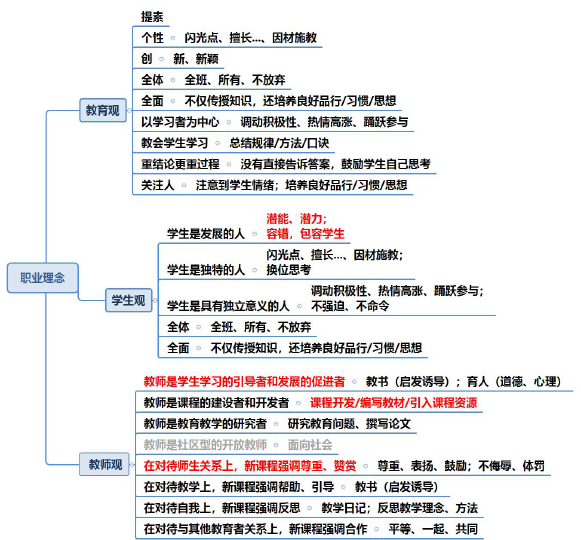 提素
个性 闪光点、擅长...、因材施教
创 新、新颖
全体 全班、所有、不放弃
全面 不仅传授知识，还培养良好品行/习惯/思想
教育观
以学习者为中心 调动积极性、热情高涨、踊跃参与
教会学生学习 总结规律/方法/口诀
重结论更重过程 没有直接告诉答案，鼓励学生自己思考
关注人 注意到学生情绪；培养良好品行/习惯/思想
职业理念
学生是发展的人 潜能、潜力；
容错，包容学生
学生是独特的人 闪光点、擅长...、因材施教；
换位思考
学生观
学生是具有独立意义的人 调动积极性、热情高涨、踊跃参与；
不强迫、不命令
全体 全班、所有、不放弃
全面 不仅传授知识，还培养良好品行/习惯/思想
教师是学生学习的引导者和发展的促进者 教书（启发诱导）；育人（道德、心理）
教师是课程的建设者和开发者 课程开发/编写教材/引入课程资源
教师是教育教学的研究者 研究教育问题、撰写论文
教师是社区型的开放教师 面向社会
教师观
在对待师生关系上，新课程强调尊重、赞赏 尊重、表扬、鼓励；不侮辱、体罚
在对待教学上，新课程强调帮助、引导 教书（启发诱导）
在对待自我上，新课程强调反思 教学日记；反思教学理念、方法
在对待与其他教育者关系上，新课程强调合作 平等、一起、共同